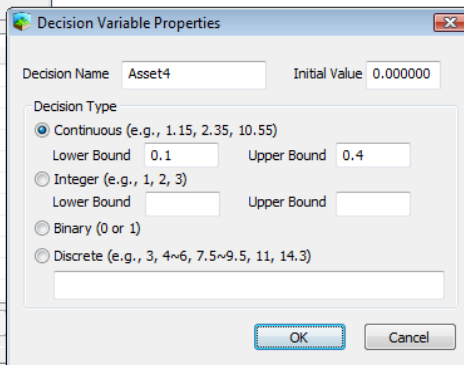 Decision Variable Properties
Decision Name Asset4 Initial Value 0.000000
Decision Type
Continuous (e.g., 1.15, 2.35, 10.55)
Lower Bound 0.1 Upper Bound 0.4
Integer (e.g., 1, 2, 3)
Lower Bound Upper Bound
Binary (0 or 1)
Discrete (e.g., 3, 4~6, 7.5~9.5, 11, 14.3)
OK Cancel